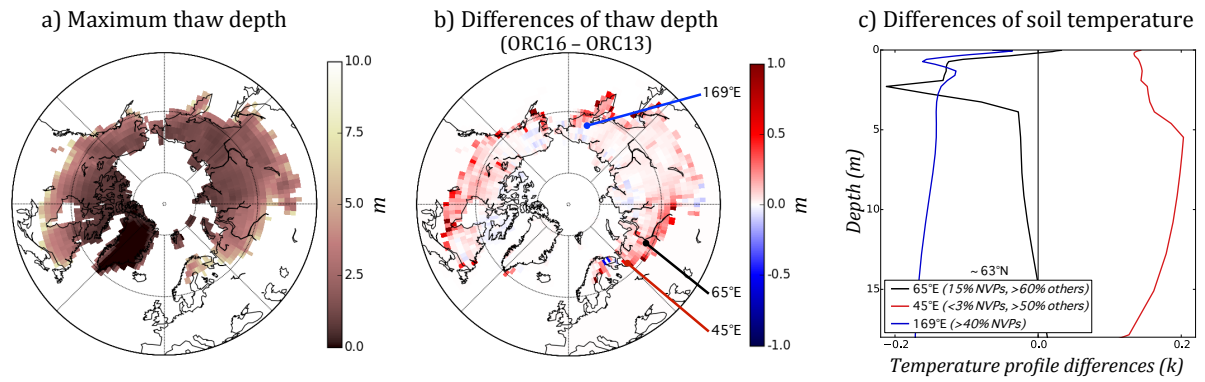 a) Maximum thaw depth
10.0
7.5
5.0
2.5
0.0
m
b) Differences of thaw depth
(ORC16 – ORC13)
169°E
65°E
45°E
1.0
0.5
0.0
-0.5
-1.0
m
c) Differences of soil temperature
0
5
10
15
Depth (m)
~ 63°N
65°E (15% NVPs, >60% others)
45°E (<3% NVPs, >50% others)
169°E (>40% NVPs)
-0.2
0.0
0.2
Temperature profile differences (k)